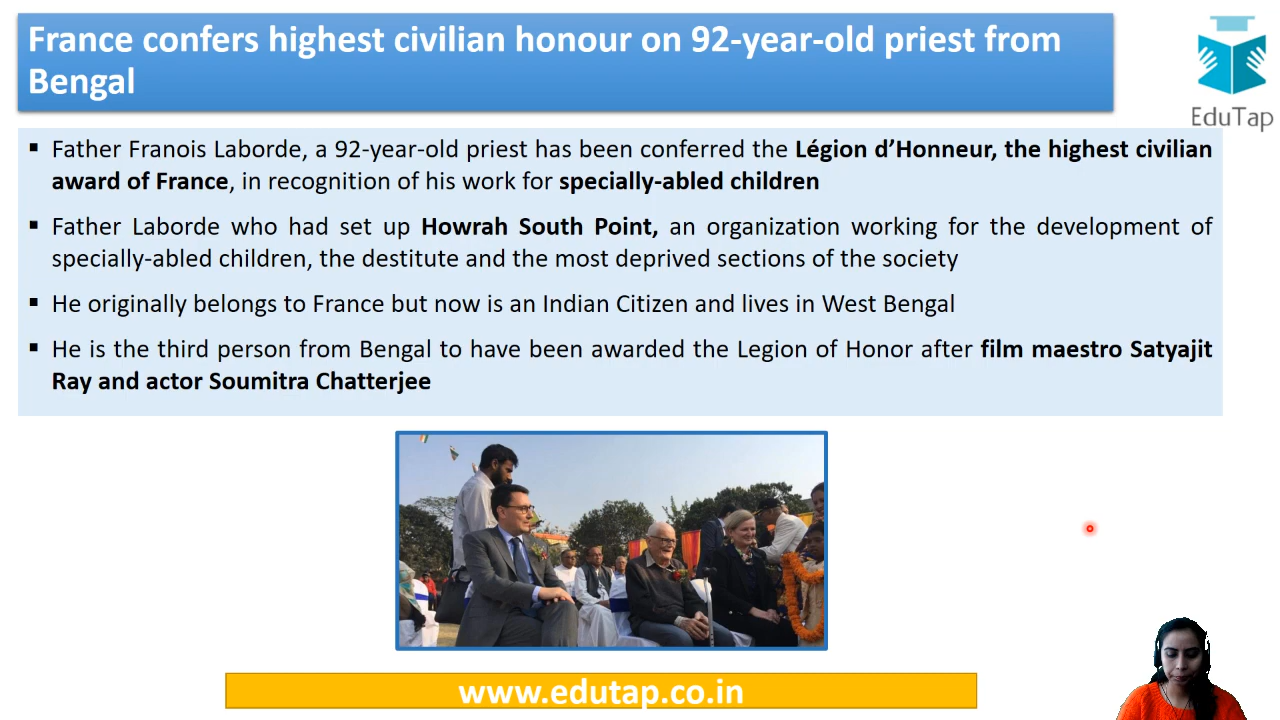 France confers highest civilian honour on 92-year-old priest from
Bengal
EduTap
▪ Father Franois Laborde, a 92-year-old priest has been conferred the Légion d’Honneur, the highest civilian
award of France, in recognition of his work for specially-abled children
▪ Father Laborde who had set up Howrah South Point, an organization working for the development of
specially-abled children, the destitute and the most deprived sections of the society
▪ He originally belongs to France but now is an Indian Citizen and lives in West Bengal
▪ He is the third person from Bengal to have been awarded the Legion of Honor after film maestro Satyajit
Ray and actor Soumitra Chatterjee
www.edutap.co.in